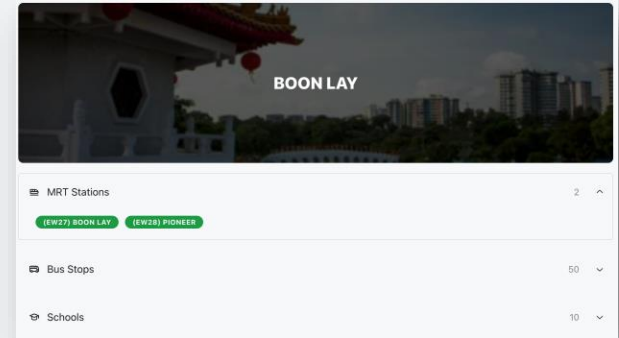 BOON LAY
MRT Stations 2
(EW27) BOON LAY (EW28) PIONEER
Bus Stops 50
Schools 10